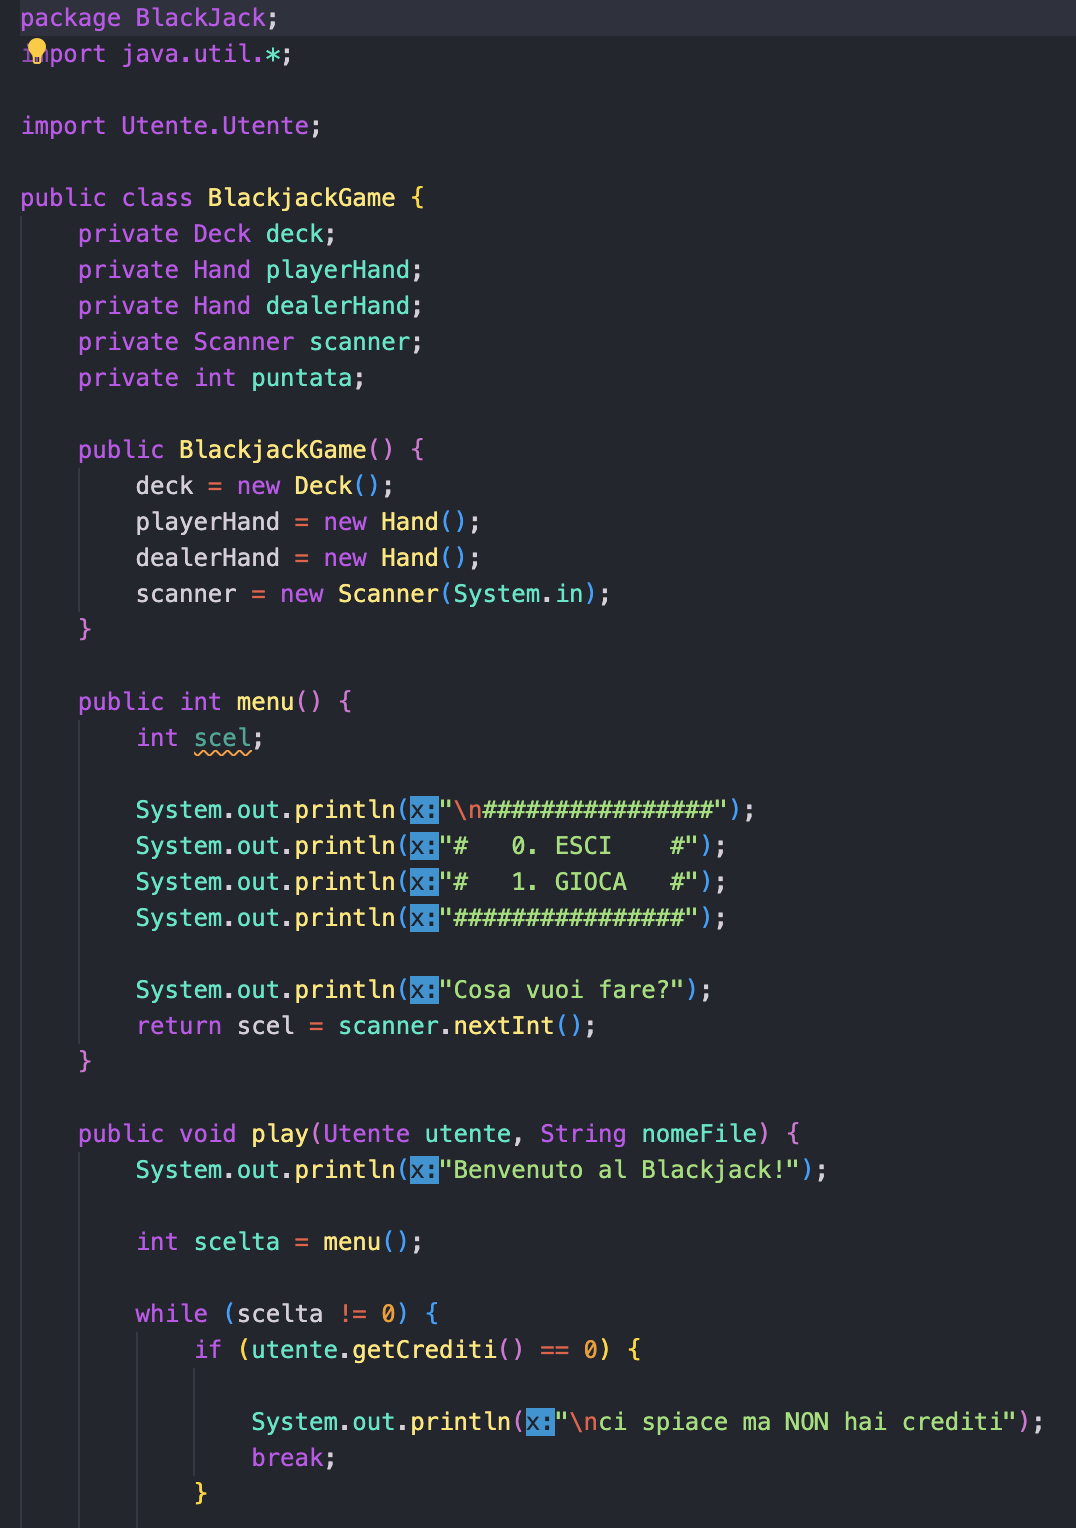 package BlackJack;
import java.util.*;
import Utente.Utente;
public class BlackjackGame {
private Deck deck;
private Hand playerHand;
private Hand dealerHand;
private Scanner scanner;
private int puntata;
public BlackjackGame() {
deck = new Deck();
playerHand = new Hand();
dealerHand = new Hand();
scanner = new Scanner(System.in);
}
public int menu() {
int scel;
System.out.println(x:"\n################");
System.out.println(x:"#   0. ESCI    #");
System.out.println(x:"#   1. GIOCA   #");
System.out.println(x:"################");
System.out.println(x:"Cosa vuoi fare?");
return scel = scanner.nextInt();
}
public void play(Utente utente, String nomeFile) {
System.out.println(x:"Benvenuto al Blackjack!");
int scelta = menu();
while (scelta != 0) {
if (utente.getCrediti() == 0) {
System.out.println(x:"\nci spiace ma NON hai crediti");
break;
}